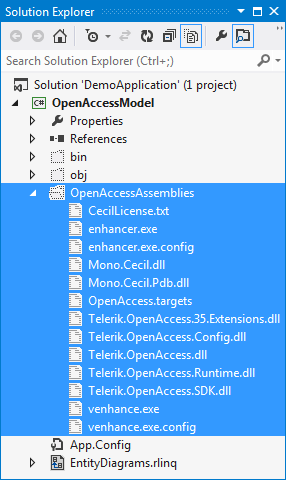 Solution Explorer
Search Solution Explorer (Ctrl+;)
Solution 'DemoApplication' (1 project)
C# OpenAccessModel
Properties
References
bin
obj
OpenAccessAssemblies
CecilLicense.txt
enhancer.exe
enhancer.exe.config
Mono.Cecil.dll
Mono.Cecil.Pdb.dll
OpenAccess.targets
Telerik.OpenAccess.35.Extensions.dll
Telerik.OpenAccess.Config.dll
Telerik.OpenAccess.dll
Telerik.OpenAccess.Runtime.dll
Telerik.OpenAccess.SDK.dll
venhance.exe
venhance.exe.config
App.Config
EntityDiagrams.rlinq